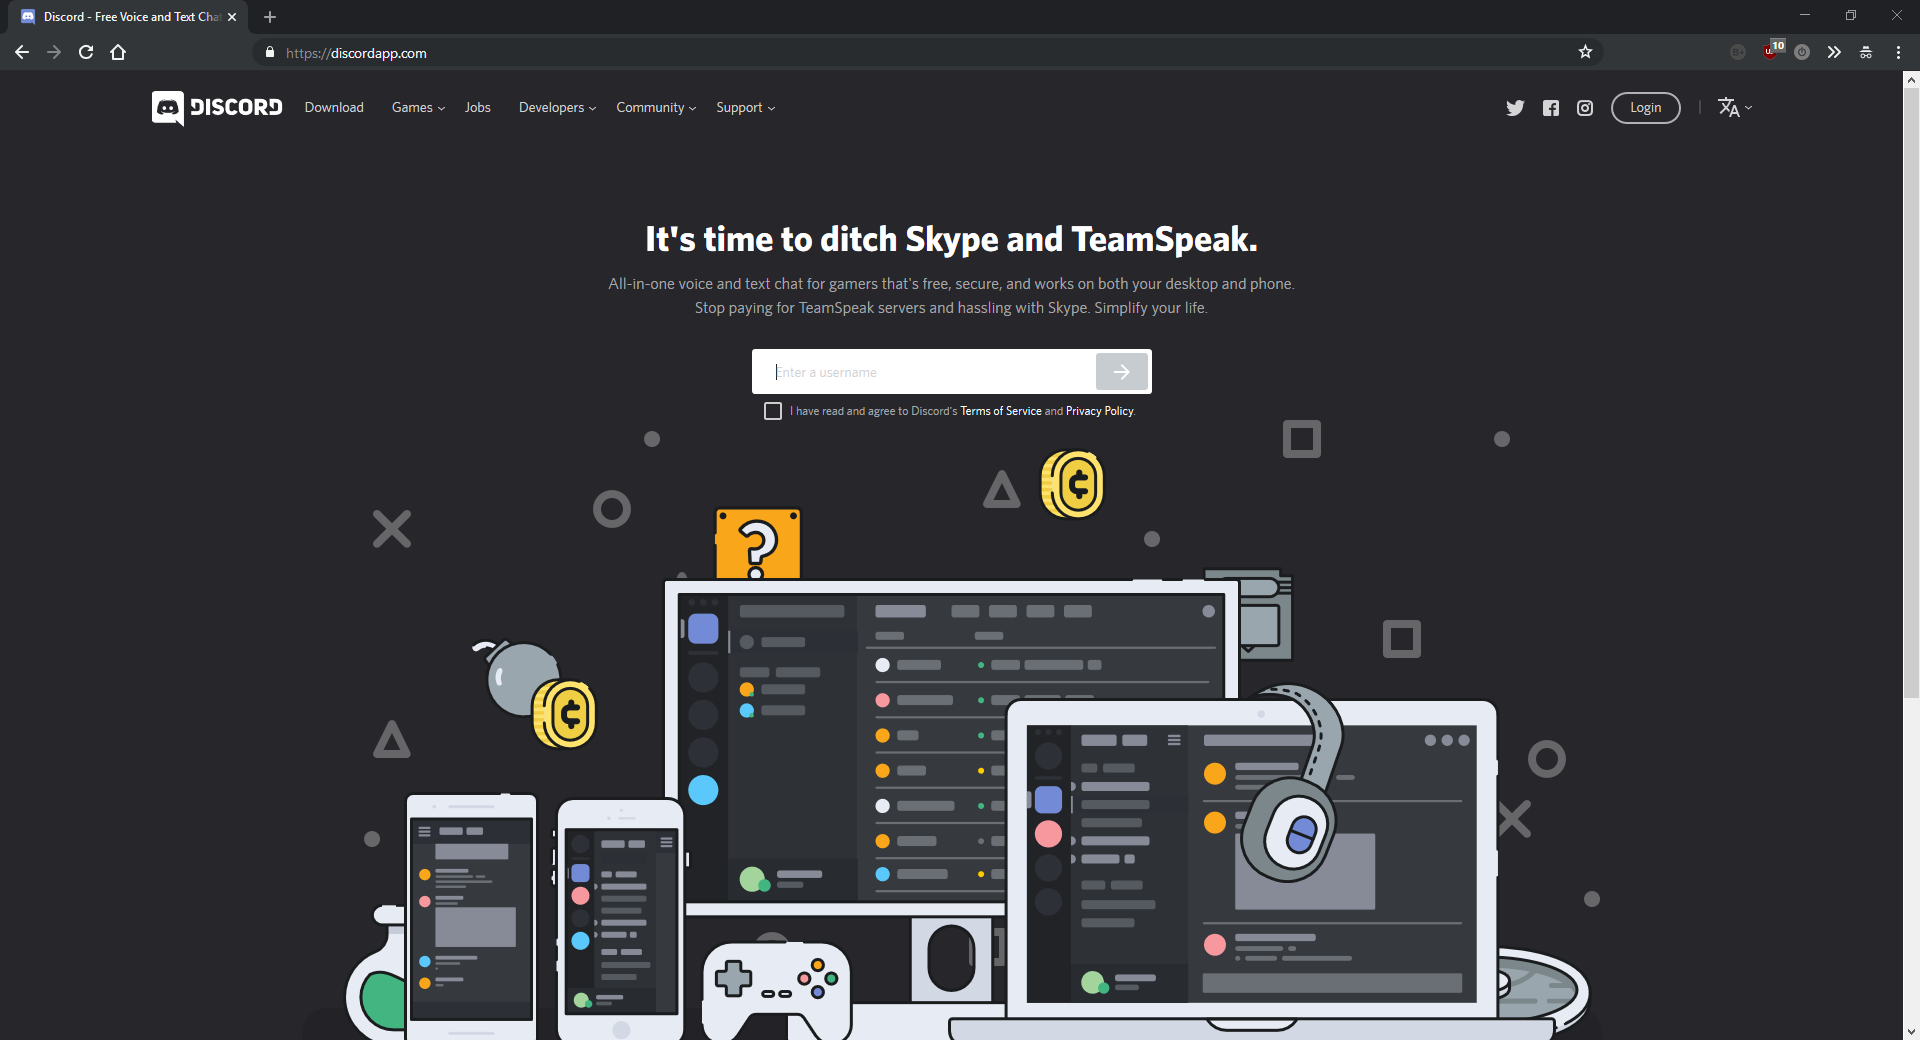 Discord - Free Voice and Text Cha
https://discordapp.com
10
DISCORD
Download
Games
Jobs
Developers
Community
Support
Login
It's time to ditch Skype and TeamSpeak.
All-in-one voice and text chat for gamers that's free, secure, and works on both your desktop and phone.
Stop paying for TeamSpeak servers and hassling with Skype. Simplify your life.
Enter a username
I have read and agree to Discord's Terms of Service and Privacy Policy.
?
¢
¢